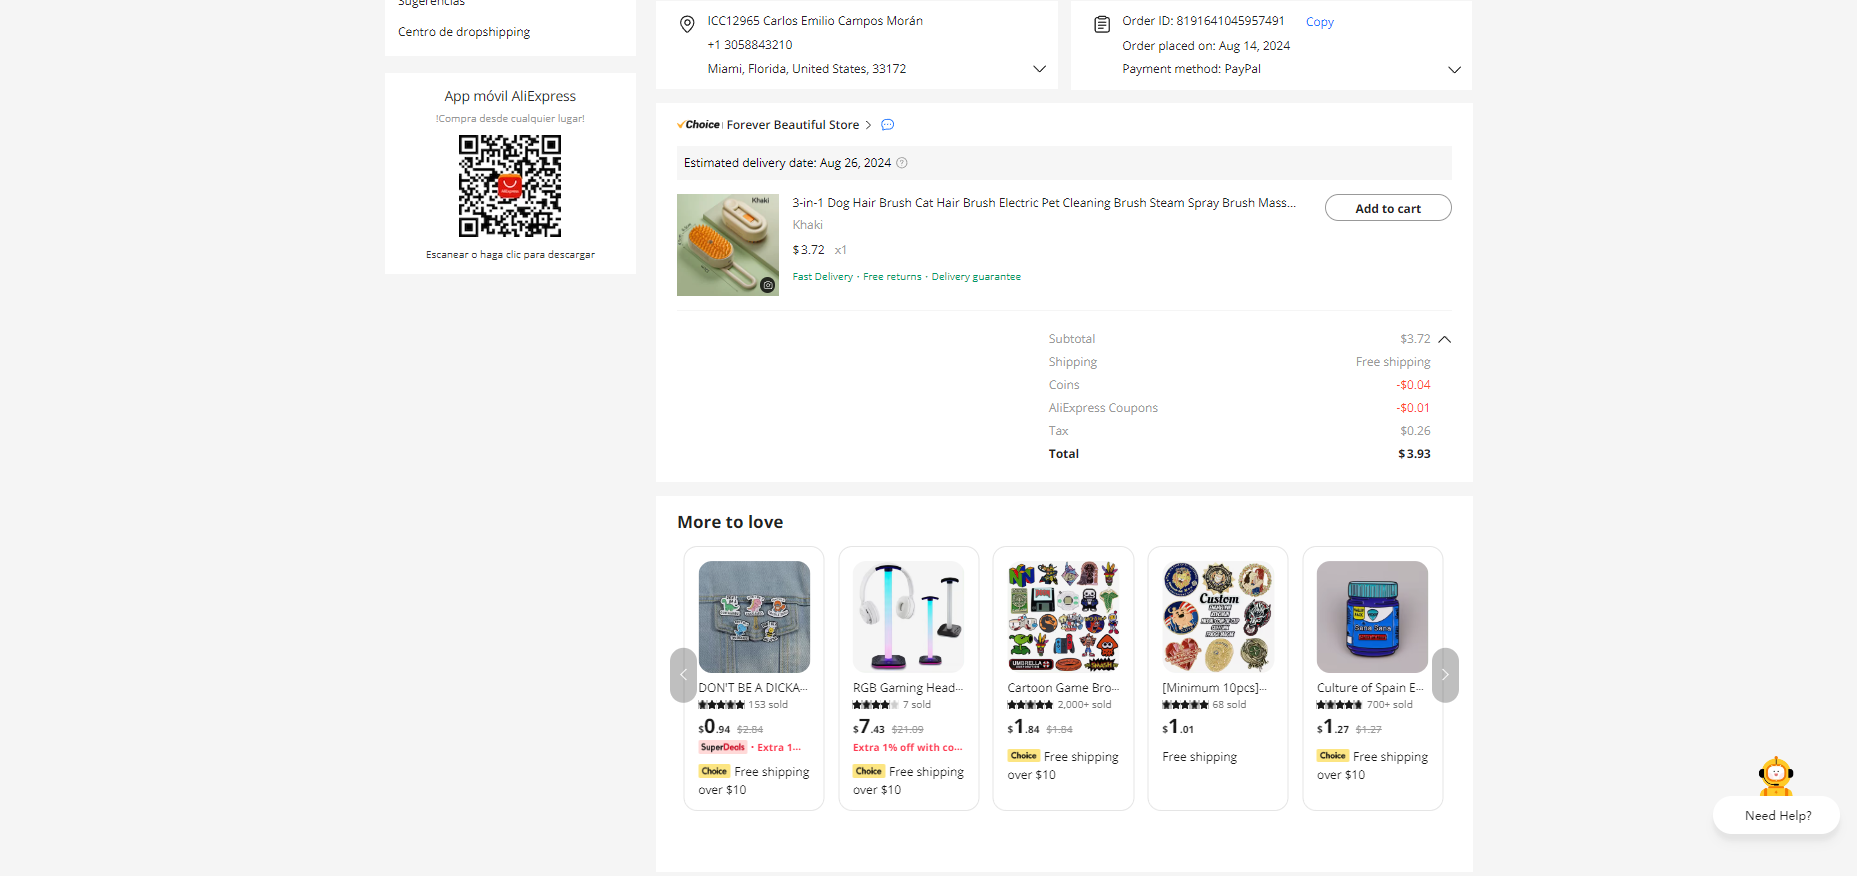 Sugerencias
Centro de dropshipping
App móvil AliExpress
!Compra desde cualquier lugar!
AliExpress
Escanear o haga clic para descargar
ICC12965 Carlos Emilio Campos Morán
+1 3058843210
Miami, Florida, United States, 33172
Order ID: 8191641045957491 Copy
Order placed on: Aug 14, 2024
Payment method: PayPal
Choice Forever Beautiful Store
Estimated delivery date: Aug 26, 2024
Khaki
3-in-1 Dog Hair Brush Cat Hair Brush Electric Pet Cleaning Brush Steam Spray Brush Mass...
Add to cart
Khaki
$3.72 x1
Fast Delivery · Free returns · Delivery guarantee
Subtotal $3.72
Shipping Free shipping
Coins -$0.04
AliExpress Coupons -$0.01
Tax $0.26
Total $3.93
More to love
DON'T BE A DICKA...
153 sold
$0.94 $2.84
SuperDeals · Extra 1...
Choice Free shipping
over $10
RGB Gaming Head...
7 sold
$7.43 $21.09
Extra 1% off with co...
Choice Free shipping
over $10
UMBRELLA
Cartoon Game Bro...
2,000+ sold
$1.84 $1.84
Choice Free shipping
over $10
Custom
[Minimum 10pcs]...
68 sold
$1.01
Free shipping
Sana Sana
Culture of Spain E...
700+ sold
$1.27 $1.27
Choice Free shipping
over $10
Need Help?